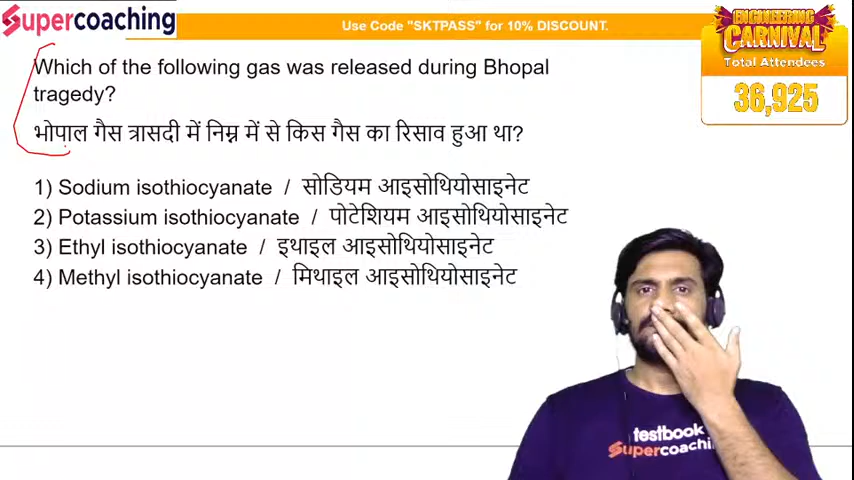 Supercoaching
Use Code "SKTPASS" for 10% DISCOUNT.
ENGINEERING
CARNIVAL
Total Attendees
36,925
Which of the following gas was released during Bhopal
tragedy?
भोपाल गैस त्रासदी में निम्न में से किस गैस का रिसाव हुआ था?
1) Sodium isothiocyanate / सोडियम आइसोथियोसाइनेट
2) Potassium isothiocyanate / पोटेशियम आइसोथियोसाइनेट
3) Ethyl isothiocyanate / इथाइल आइसोथियोसाइनेट
4) Methyl isothiocyanate / मिथाइल आइसोथियोसाइनेट
testbook
Supercoachi